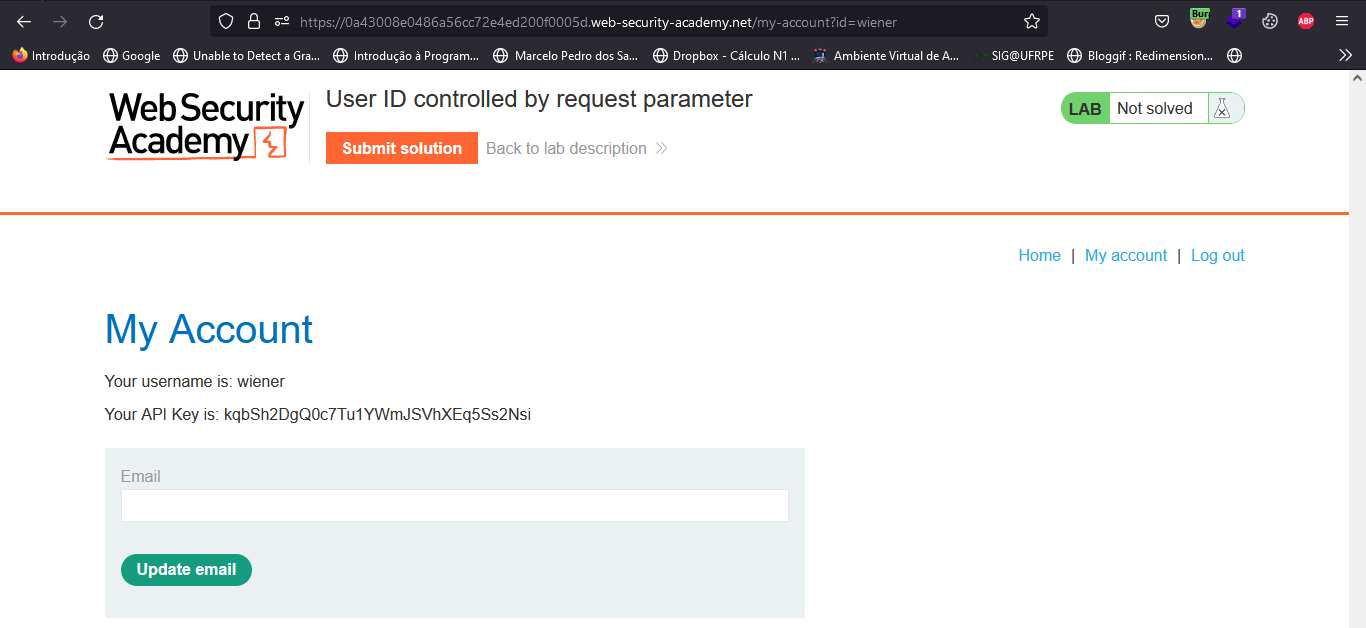 https://0a43008e0486a56cc72e4ed200f0005d.web-security-academy.net/my-account?id=wiener
Bur
1
ABP
Introdução
Google
Unable to Detect a Gra...
Introdução à Program...
Marcelo Pedro dos Sa...
Dropbox - Cálculo N1 ...
Ambiente Virtual de A...
SIG@UFRPE
Bloggif : Redimension...
Web Security
Academy
User ID controlled by request parameter
Submit solution
Back to lab description
LAB
Not solved
Home | My account | Log out
My Account
Your username is: wiener
Your API Key is: kqbSh2DgQ0c7Tu1YWmJSVhXEq5Ss2Nsi
Email
Update email